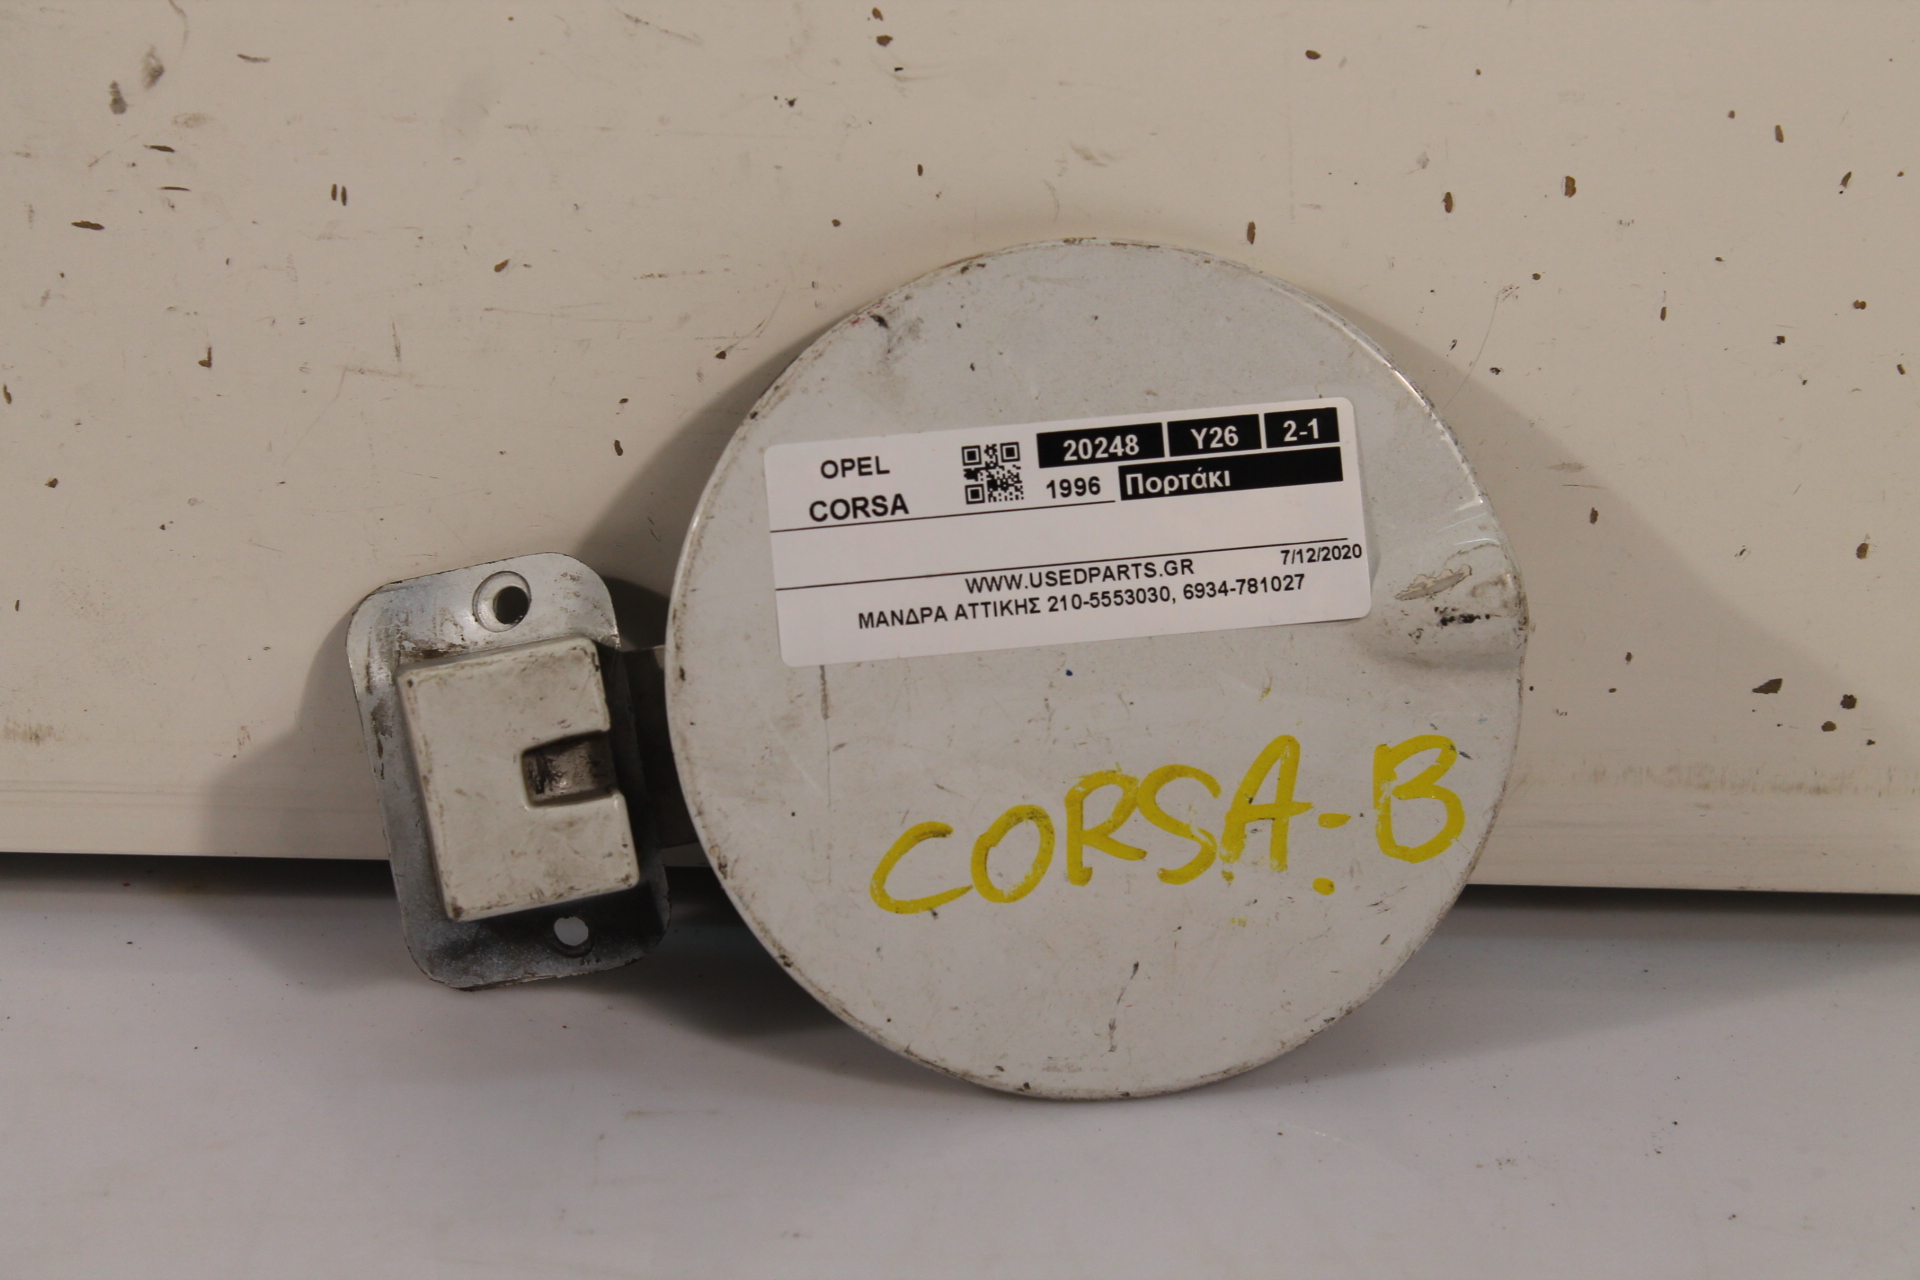 OPEL 20248 Y26 2-1
CORSA 1996 Πορτάκι
7/12/2020
WWW.USEDPARTS.GR
ΜΑΝΔΡΑ ΑΤΤΙΚΗΣ 210-5553030, 6934-781027
CORSA-B